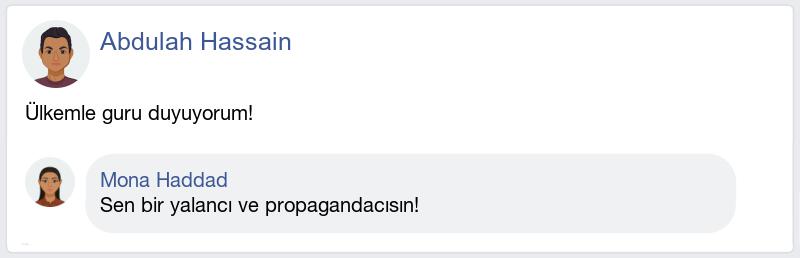 Abdulah Hassain
Ülkemle guru duyuyorum!
Mona Haddad
Sen bir yalancı ve propagandacısın!